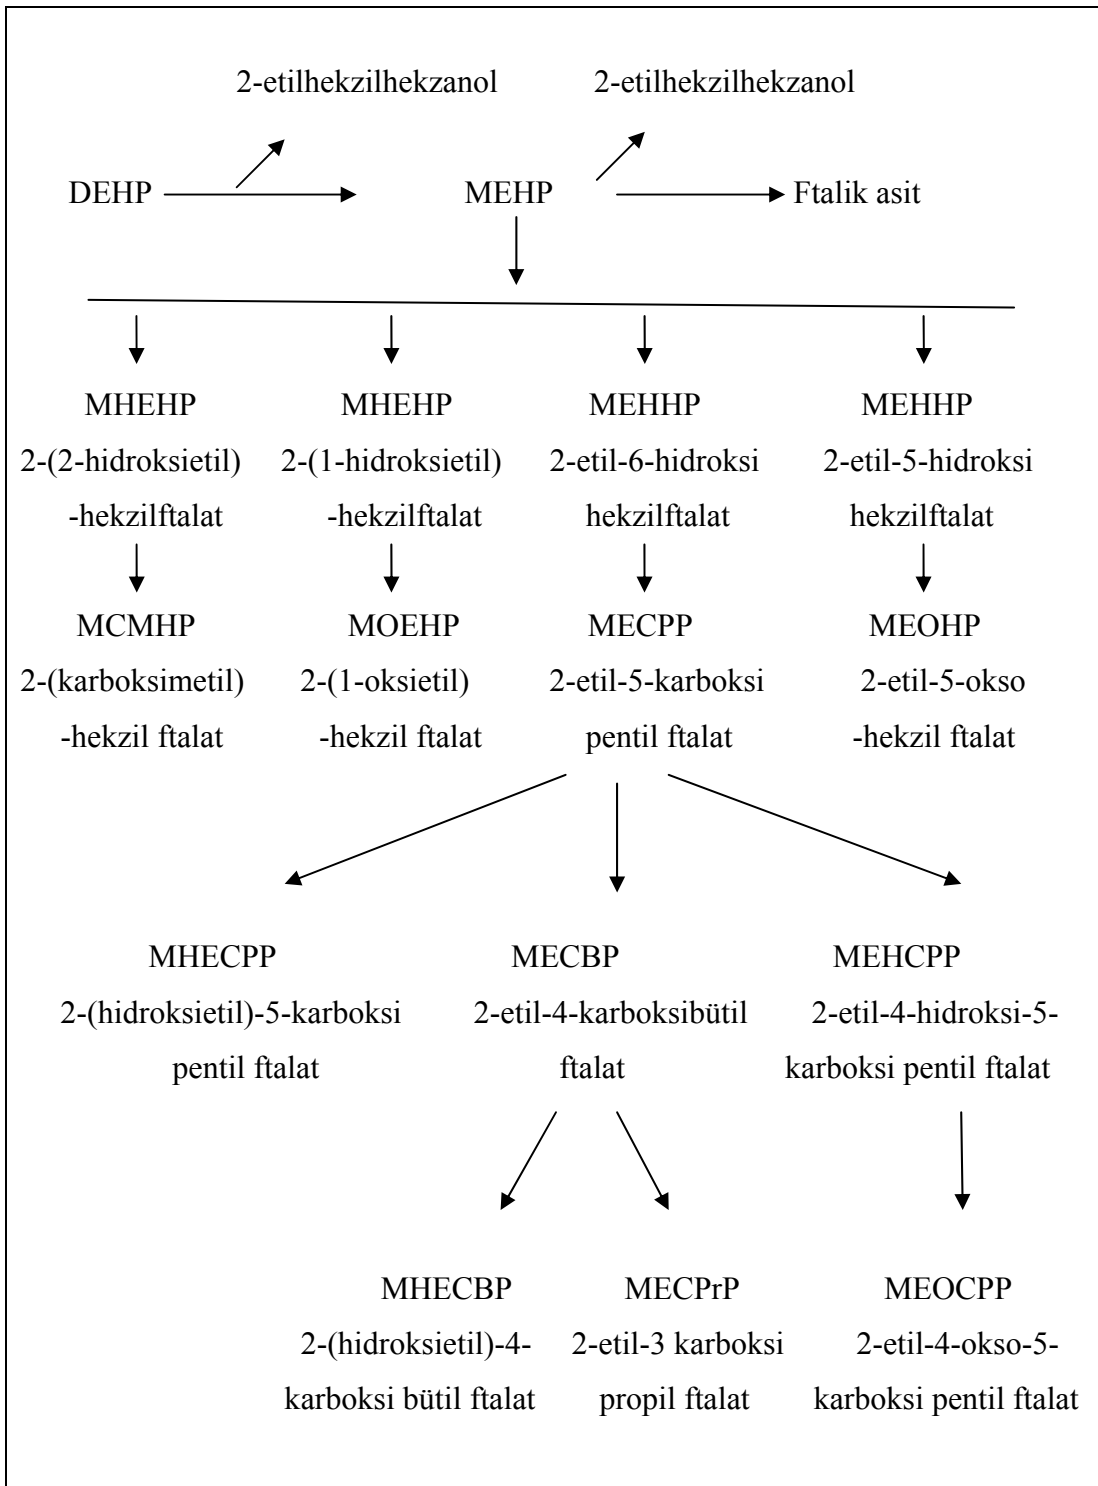 2-etilhekzilhekzanol 2-etilhekzilhekzanol
DEHP MEHP Ftalik asit
MHEHP MHEHP MEHHP MEHHP
2-(2-hidroksietil) 2-(1-hidroksietil) 2-etil-6-hidroksi 2-etil-5-hidroksi
-hekzilftalat -hekzilftalat hekzilftalat hekzilftalat
MCMHP MOEHP MECPP MEOHP
2-(karboksimetil) 2-(1-oksietil) 2-etil-5-karboksi 2-etil-5-okso
-hekzil ftalat -hekzil ftalat pentil ftalat -hekzil ftalat
MHECPP MECBP MEHCPP
2-(hidroksietil)-5-karboksi 2-etil-4-karboksibütil 2-etil-4-hidroksi-5-
pentil ftalat ftalat karboksi pentil ftalat
MHECBP MECPrP MEOCPP
2-(hidroksietil)-4- 2-etil-3 karboksi 2-etil-4-okso-5-
karboksi bütil ftalat propil ftalat karboksi pentil ftalat